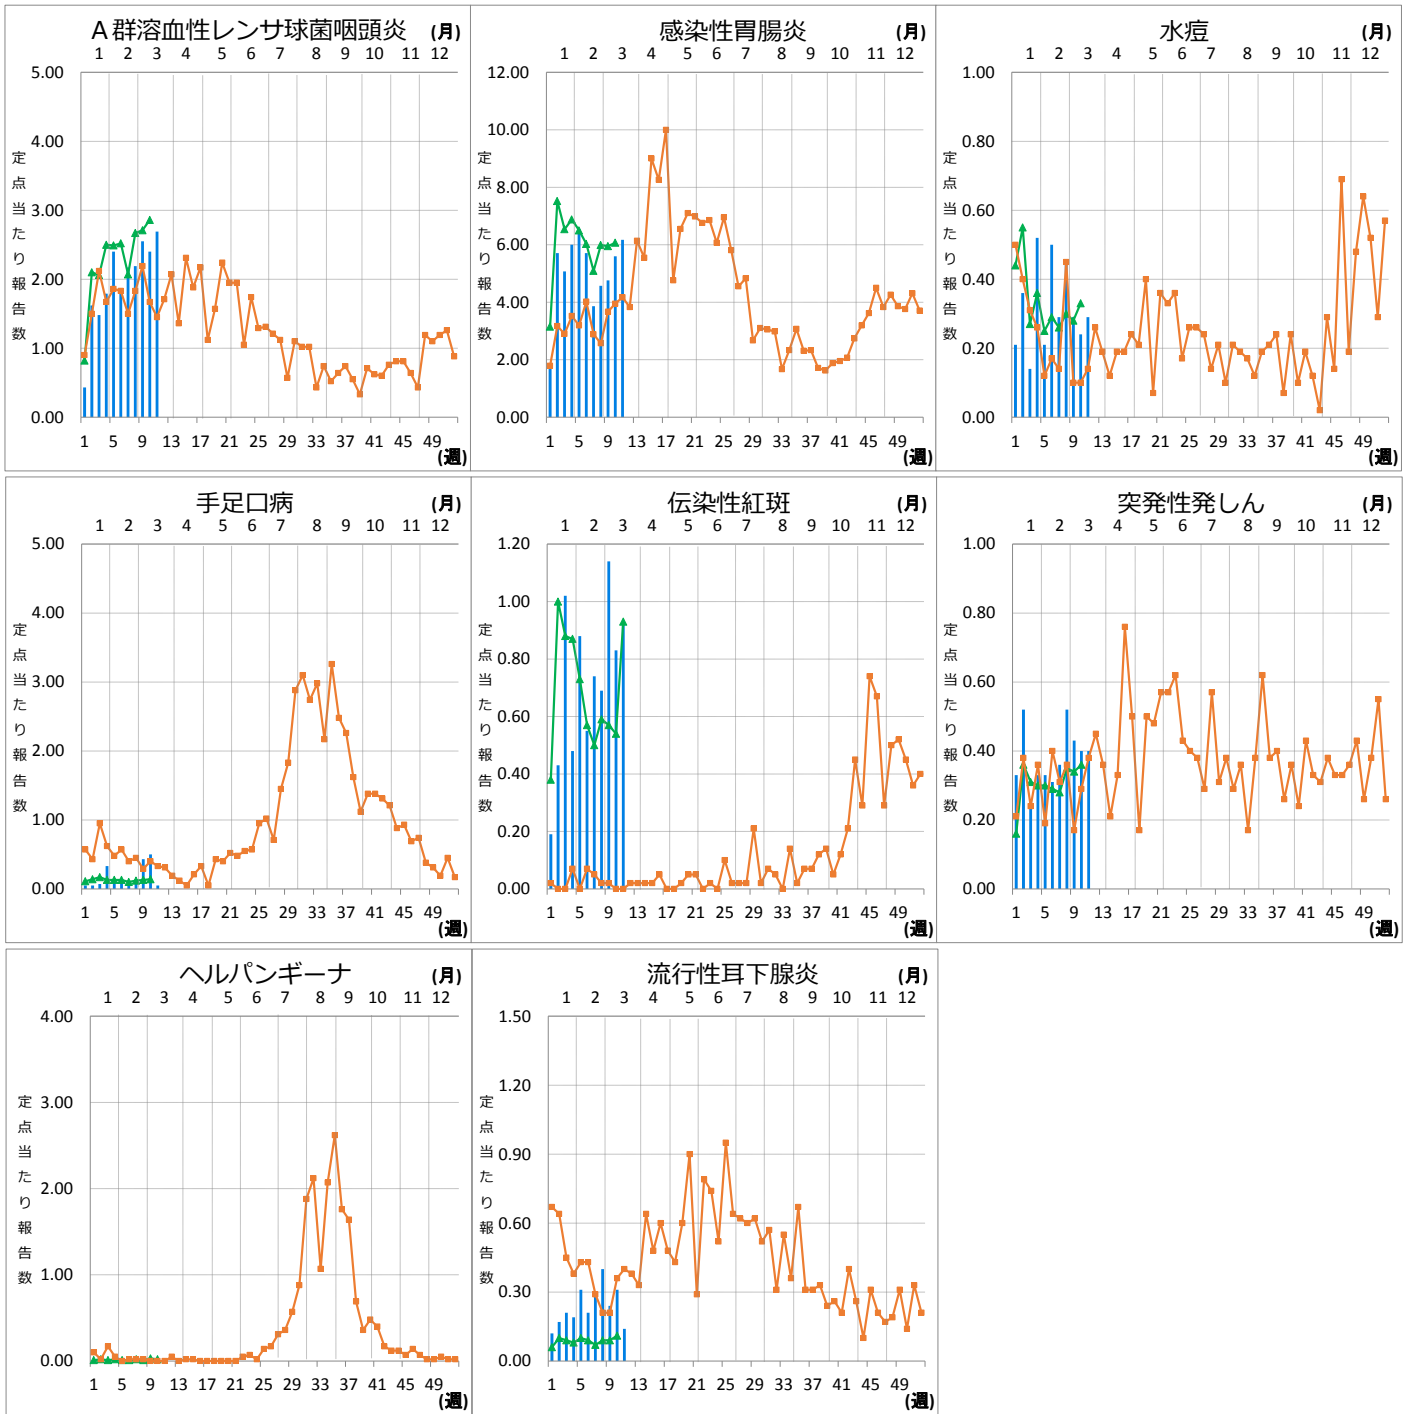 A群溶血性レンサ球菌咽頭炎 (月)
1 2 3 4 5 6 7 8 9 10 11 12
5.00
4.00
3.00
2.00
1.00
0.00
定点当たり報告数
1 5 9 13 17 21 25 29 33 37 41 45 49
(週)
感染性胃腸炎 (月)
1 2 3 4 5 6 7 8 9 10 11 12
12.00
10.00
8.00
6.00
4.00
2.00
0.00
定点当たり報告数
1 5 9 13 17 21 25 29 33 37 41 45 49
(週)
水痘 (月)
1 2 3 4 5 6 7 8 9 10 11 12
1.00
0.80
0.60
0.40
0.20
0.00
定点当たり報告数
1 5 9 13 17 21 25 29 33 37 41 45 49
(週)
手足口病 (月)
1 2 3 4 5 6 7 8 9 10 11 12
5.00
4.00
3.00
2.00
1.00
0.00
定点当たり報告数
1 5 9 13 17 21 25 29 33 37 41 45 49
(週)
伝染性紅斑 (月)
1 2 3 4 5 6 7 8 9 10 11 12
1.20
1.00
0.80
0.60
0.40
0.20
0.00
定点当たり報告数
1 5 9 13 17 21 25 29 33 37 41 45 49
(週)
突発性発しん (月)
1 2 3 4 5 6 7 8 9 10 11 12
1.00
0.80
0.60
0.40
0.20
0.00
定点当たり報告数
1 5 9 13 17 21 25 29 33 37 41 45 49
(週)
ヘルパンギーナ (月)
1 2 3 4 5 6 7 8 9 10 11 12
4.00
3.00
2.00
1.00
0.00
定点当たり報告数
1 5 9 13 17 21 25 29 33 37 41 45 49
(週)
流行性耳下腺炎 (月)
1 2 3 4 5 6 7 8 9 10 11 12
1.50
1.20
0.90
0.60
0.30
0.00
定点当たり報告数
1 5 9 13 17 21 25 29 33 37 41 45 49
(週)